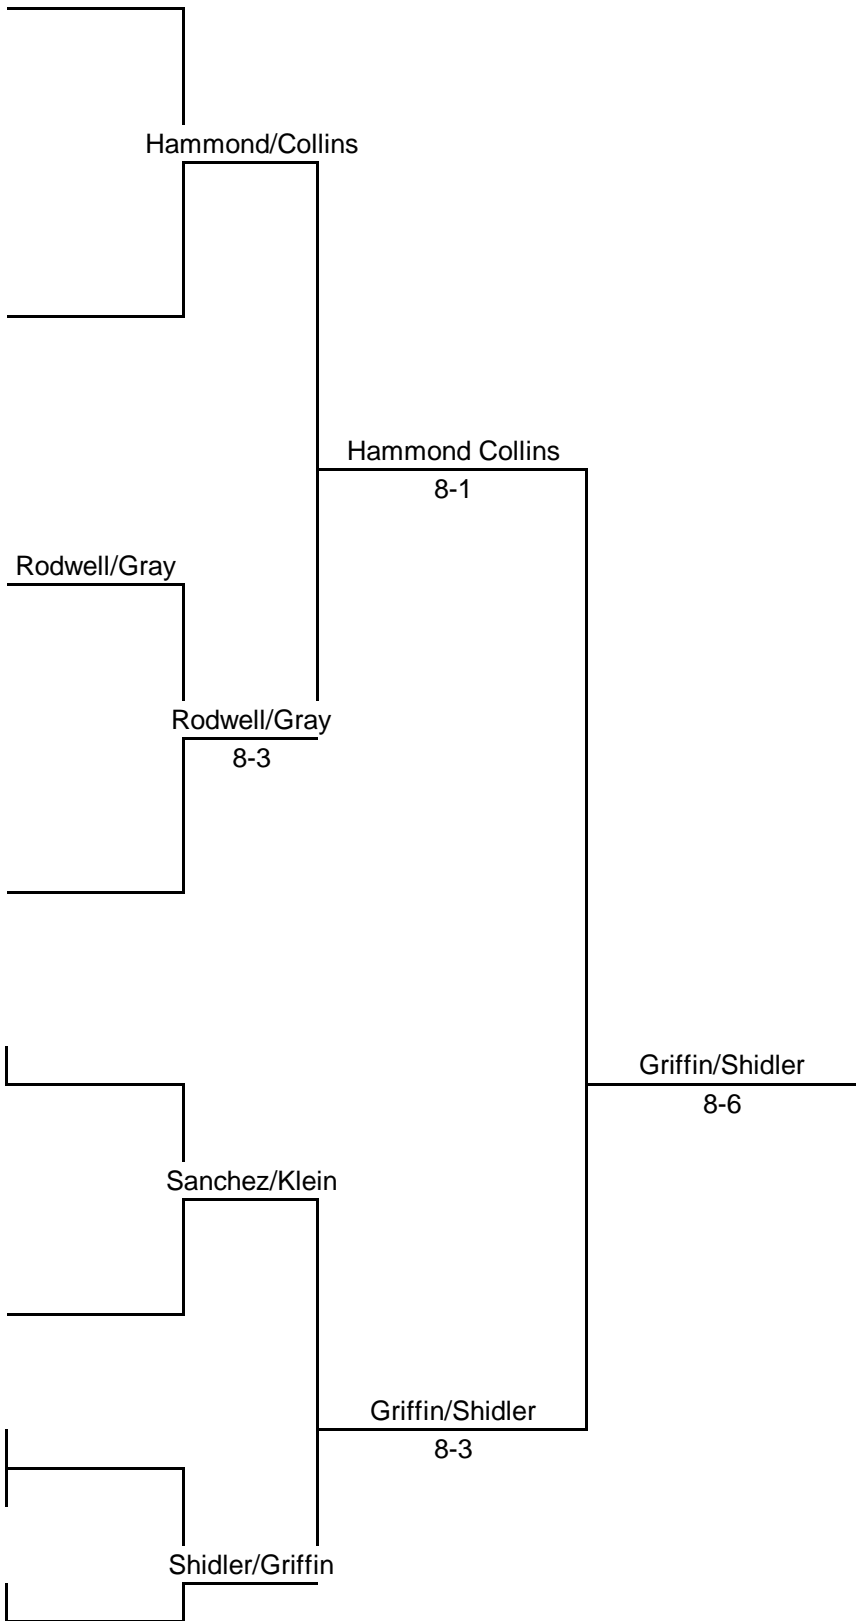 Hammond/Collins
Hammond Collins
8-1
Rodwell/Gray
Rodwell/Gray
8-3
Griffin/Shidler
8-6
Sanchez/Klein
Griffin/Shidler
8-3
Shidler/Griffin